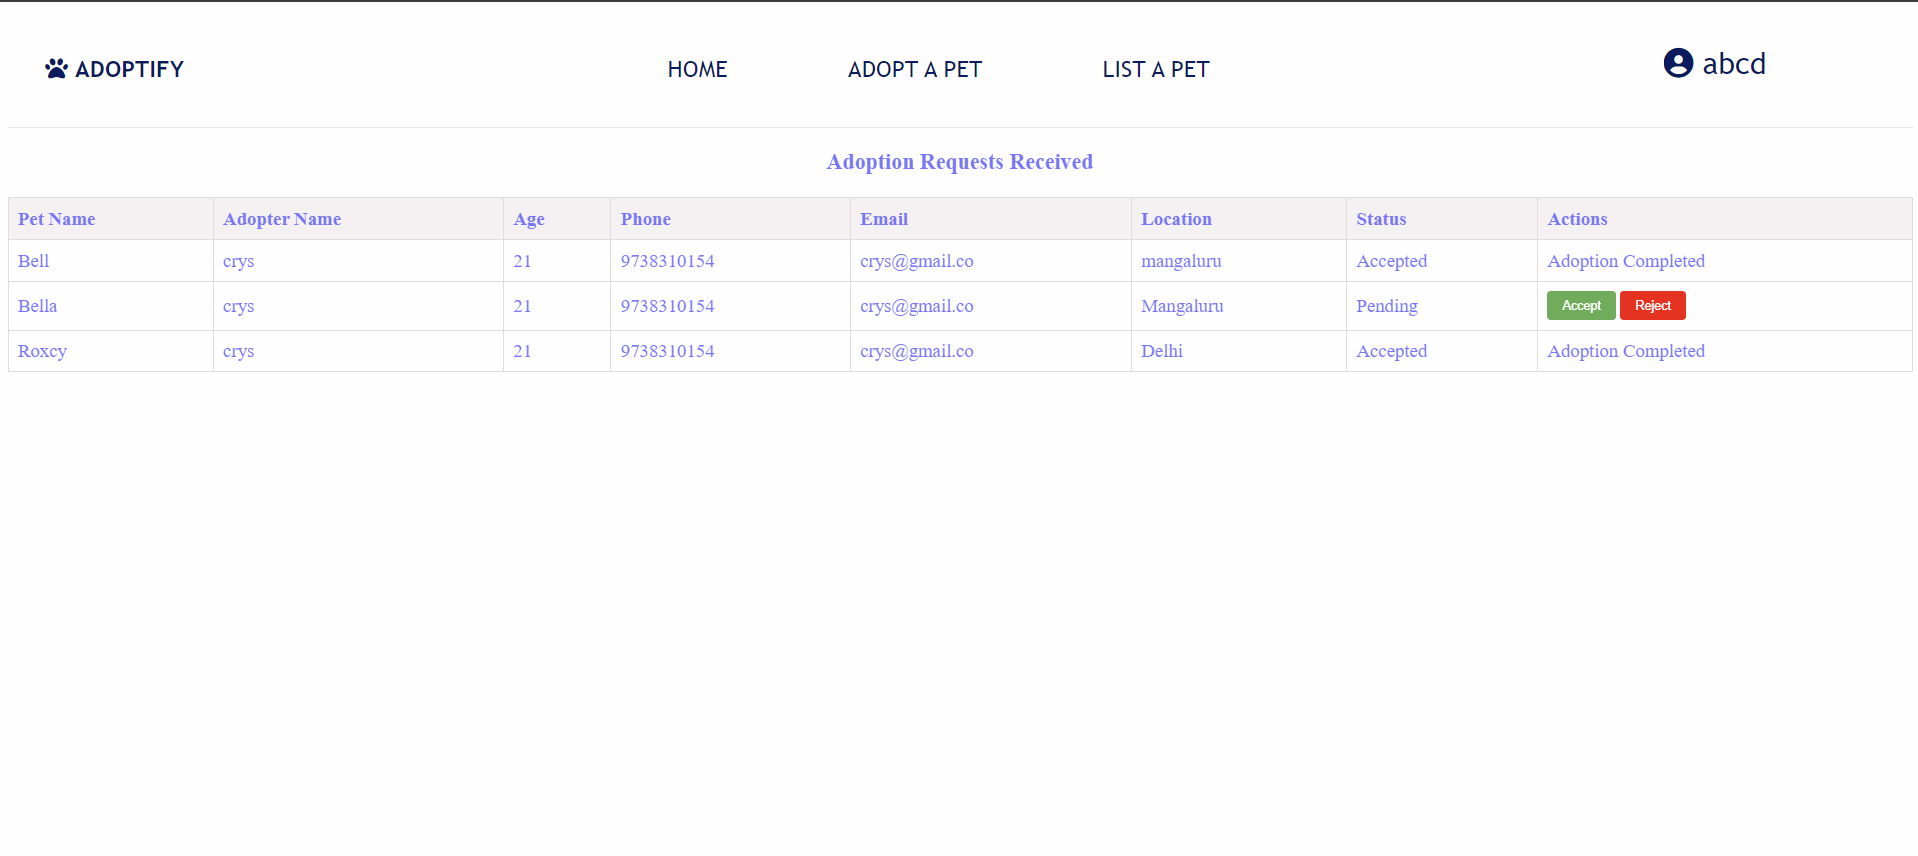 ADOPTIFY HOME ADOPT A PET LIST A PET abcd
Adoption Requests Received
Pet Name Adopter Name Age Phone Email Location Status Actions
Bell crys 21 9738310154 crys@gmail.co mangaluru Accepted Adoption Completed
Bella crys 21 9738310154 crys@gmail.co Mangaluru Pending Accept Reject
Roxcy crys 21 9738310154 crys@gmail.co Delhi Accepted Adoption Completed